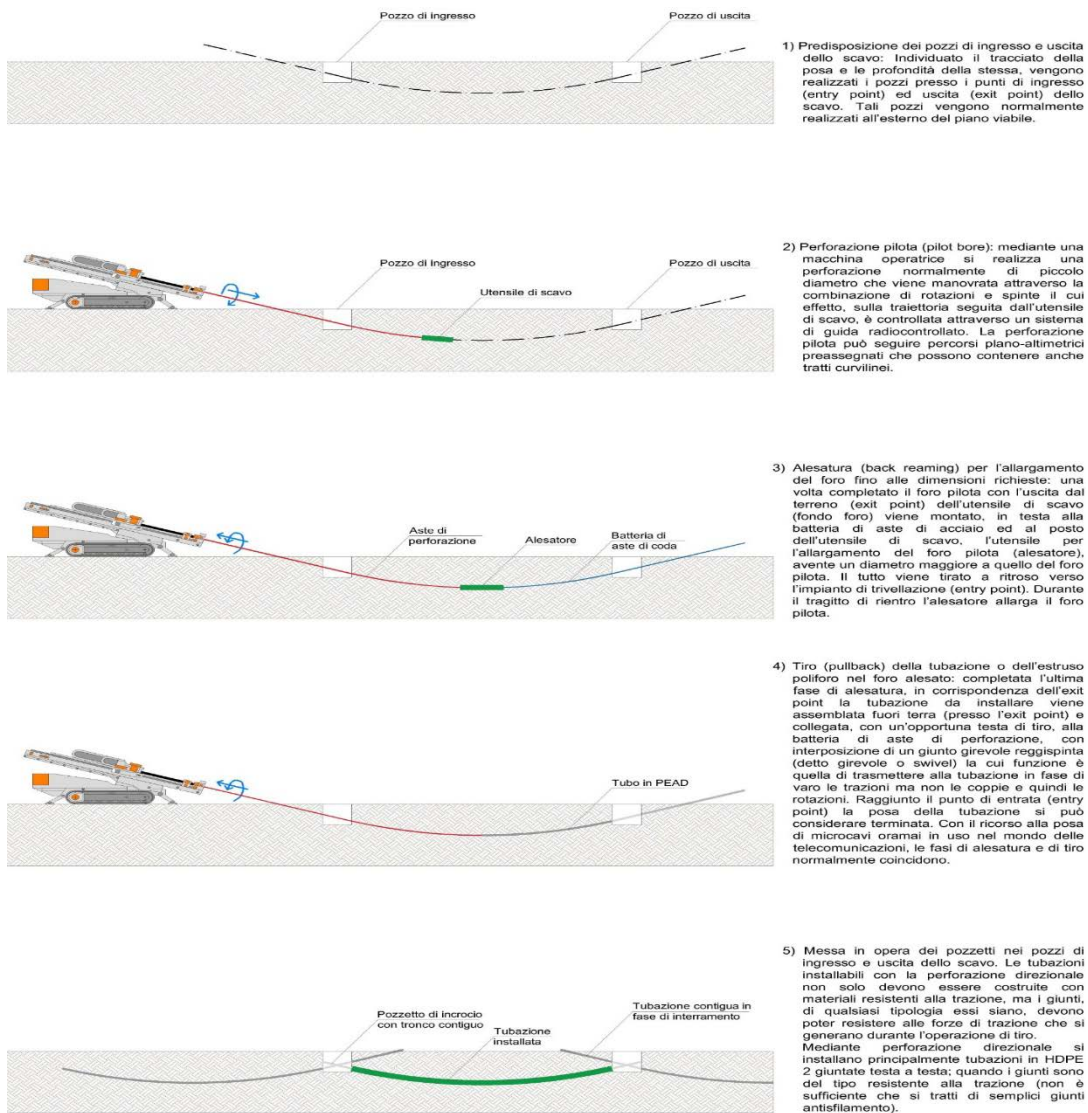 Pozzo di ingresso
Pozzo di uscita
1) Predisposizione dei pozzi di ingresso e uscita
dello scavo: Individuato il tracciato della
posa e le profondità della stessa, vengono
realizzati i pozzi presso i punti di ingresso
(entry point) ed uscita (exit point) dello
scavo. Tali pozzi vengono normalmente
realizzati all'esterno del piano viabile.
Pozzo di ingresso
Pozzo di uscita
Utensile di scavo
2) Perforazione pilota (pilot bore): mediante una
macchina operatrice si realizza una
perforazione normalmente di piccolo
diametro che viene manovrata attraverso la
combinazione di rotazioni e spinte il cui
effetto, sulla traiettoria seguita dall'utensile
di scavo, è controllata attraverso un sistema
di guida radiocontrollato. La perforazione
pilota può seguire percorsi plano-altimetrici
preassegnati che possono contenere anche
tratti curvilinei.
Aste di
perforazione
Alesatore
Batteria di
aste di coda
3) Alesatura (back reaming) per l'allargamento
del foro fino alle dimensioni richieste: una
volta completato il foro pilota con l'uscita dal
terreno (exit point) dell'utensile di scavo
(fondo foro) viene montato, in testa alla
batteria di aste di acciaio ed al posto
dell'utensile di scavo, l'utensile per
l'allargamento del foro pilota (alesatore),
avente un diametro maggiore a quello del foro
pilota. Il tutto viene tirato a ritroso verso
l'impianto di trivellazione (entry point). Durante
il tragitto di rientro l'alesatore allarga il foro
pilota.
Tubo in PEAD
4) Tiro (pullback) della tubazione o dell'estruso
poliforo nel foro alesato: completata l'ultima
fase di alesatura, in corrispondenza dell'exit
point la tubazione da installare viene
assemblata fuori terra (presso l'exit point) e
collegata, con un'opportuna testa di tiro, alla
batteria di aste di perforazione, con
interposizione di un giunto girevole reggispinta
(detto girevole o swivel) la cui funzione è
quella di trasmettere alla tubazione in fase di
varo le trazioni ma non le coppie e quindi le
rotazioni. Raggiunto il punto di entrata (entry
point) la posa della tubazione si può
considerare terminata. Con il ricorso alla posa
di microcavi oramai in uso nel mondo delle
telecomunicazioni, le fasi di alesatura e di tiro
normalmente coincidono.
Pozzetto di incrocio
con tronco contiguo
Tubazione
installata
Tubazione contigua in
fase di interramento
5) Messa in opera dei pozzetti nei pozzi di
ingresso e uscita dello scavo. Le tubazioni
installabili con la perforazione direzionale
non solo devono essere costruite con
materiali resistenti alla trazione, ma i giunti,
di qualsiasi tipologia essi siano, devono
poter resistere alle forze di trazione che si
generano durante l'operazione di tiro.
Mediante perforazione direzionale si
installano principalmente tubazioni in HDPE
2 giuntate testa a testa; quando i giunti sono
del tipo resistente alla trazione (non è
sufficiente che si tratti di semplici giunti
antisfilamento).